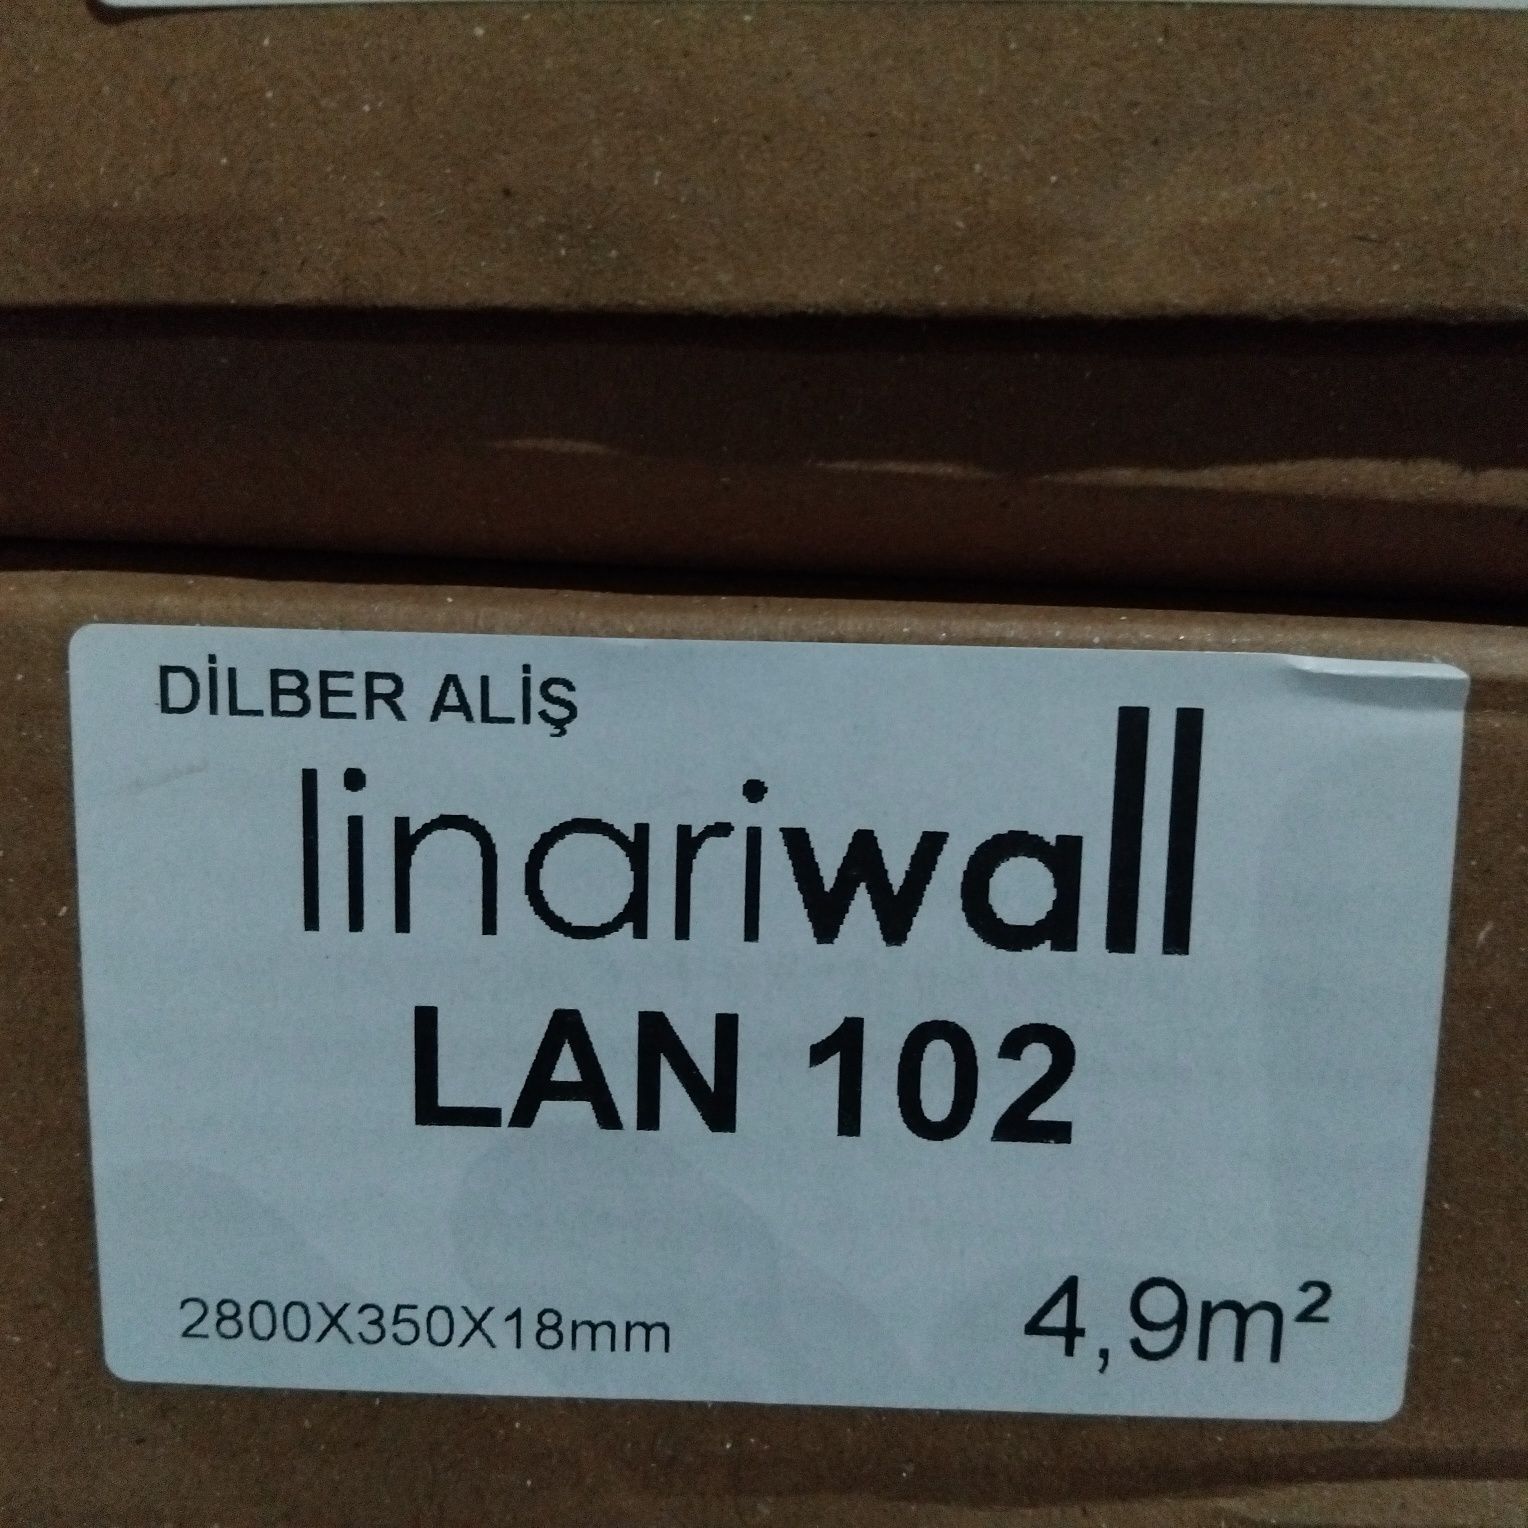 DİLBER ALİŞ
linariwall
LAN 102
2800X350X18mm
4,9m²